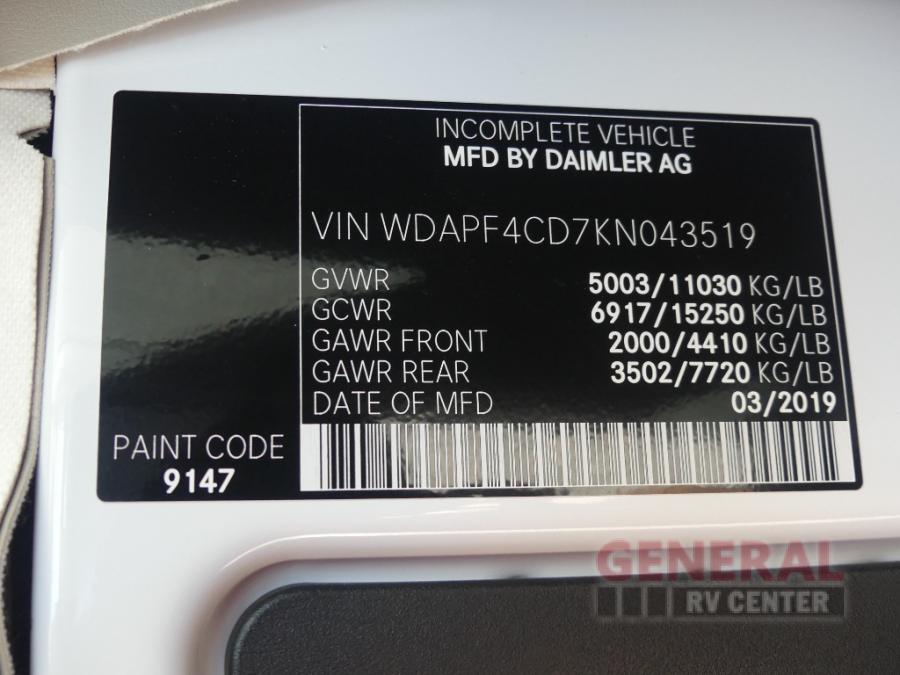 INCOMPLETE VEHICLE
MFD BY DAIMLER AG
VIN WDAPF4CD7KN043519
GVWR 5003/11030 KG/LB
GCWR 6917/15250 KG/LB
GAWR FRONT 2000/4410 KG/LB
GAWR REAR 3502/7720 KG/LB
DATE OF MFD 03/2019
PAINT CODE
9147
GENERAL
RV CENTER